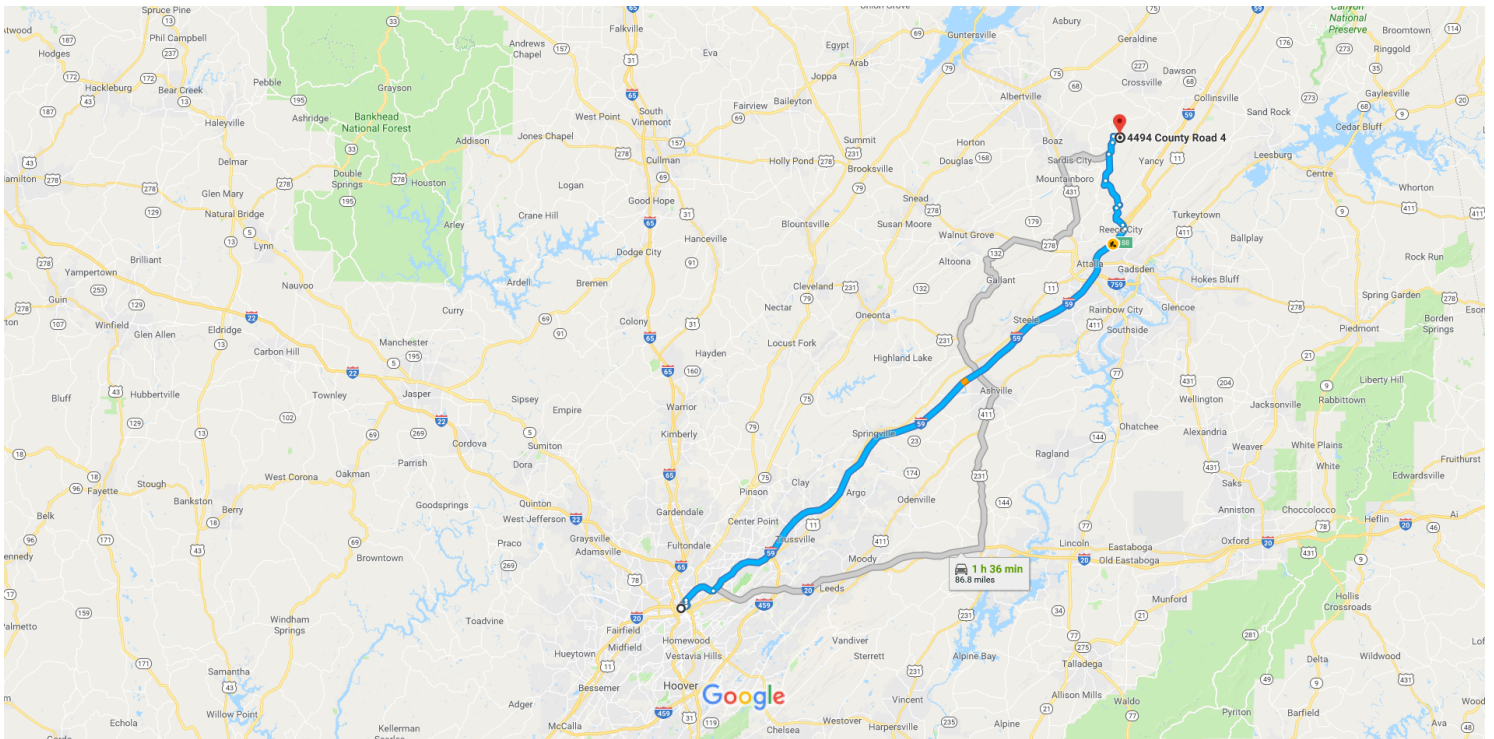 Spruce Pine
Phil Campbell
Hodges
Hackleburg
Bear Creek
Pebble
Grayson
Ashridge
Haleyville
Bankhead
National Forest
Delmar
Glen Mary
Natural Bridge
Lynn
Double
Springs
Houston
Arley
Addison
Andrews
Chapel
Falkville
Eva
Union Grove
Guntersville
Egypt
Arab
Joppa
Asbury
Geraldine
Dawson
Crossville
Collinsville
Canyon
National
Preserve
Broomtown
Ringgold
Gaylesville
Sand Rock
Cedar Bluff
Leesburg
Centre
Whorton
West Point
South
Vinemont
Fairview
Baileyton
Albertville
Jones Chapel
Cullman
Holly Pond
Summit
Brooksville
Horton
Douglas
Boaz
Sardis City
4494 County Road 4
Yancy
Mountainboro
Logan
Good Hope
Crane Hill
Hanceville
Blountsville
Snead
Susan Moore
Walnut Grove
Altoona
Gallant
Reece City
Turkeytown
Ballplay
Attalla
Gadsden
Hokes Bluff
Rock Run
Dodge City
Brilliant
Yampertown
Guin
Winfield
Glen Allen
Nauvoo
Eldridge
Carbon Hill
Manchester
Curry
Ardell
Bremen
Colony
Cleveland
Nectar
Oneonta
Locust Fork
Hayden
Highland Lake
Steele
Rainbow City
Southside
Glencoe
Spring Garden
Borden
Springs
Piedmont
Bluff
Hubbertville
Townley
Jasper
Sipsey
Empire
Warrior
Kimberly
Cordova
Sumiton
Dora
Parrish
Oakman
West Corona
Stough
Fayette
Bankston
Berry
Belk
Goodsprings
Quinton
West Jefferson
Praco
Graysville
Adamsville
Gardendale
Fultondale
Pinson
Clay
Center Point
Trussville
Argo
Springville
Ashville
Odenville
Ragland
Ohatchee
Wellington
Alexandria
Jacksonville
Rabbittown
Liberty Hill
Weaver
White Plains
White
Fruithurst
Edwardsville
Saks
Anniston
Choccolocco
Heflin
Ai
Oxford
Lincoln
Eastaboga
Old Eastaboga
Moody
Leeds
1 h 36 min
86.8 miles
Munford
Hollis
Crossroads
Browntown
Windham
Springs
Toadvine
Samantha
Willow Point
Echola
Kellerman
Fairfield
Midfield
Hueytown
Bessemer
Adger
McCalla
Homewood
Vestavia Hills
Hoover
Google
Chelsea
Vandiver
Sterrett
Westover
Harpersville
Vincent
Alpine Bay
Alpine
Talladega
Allison Mills
Waldo
Pyriton
Delta
Barfield
Wildwood
Ava